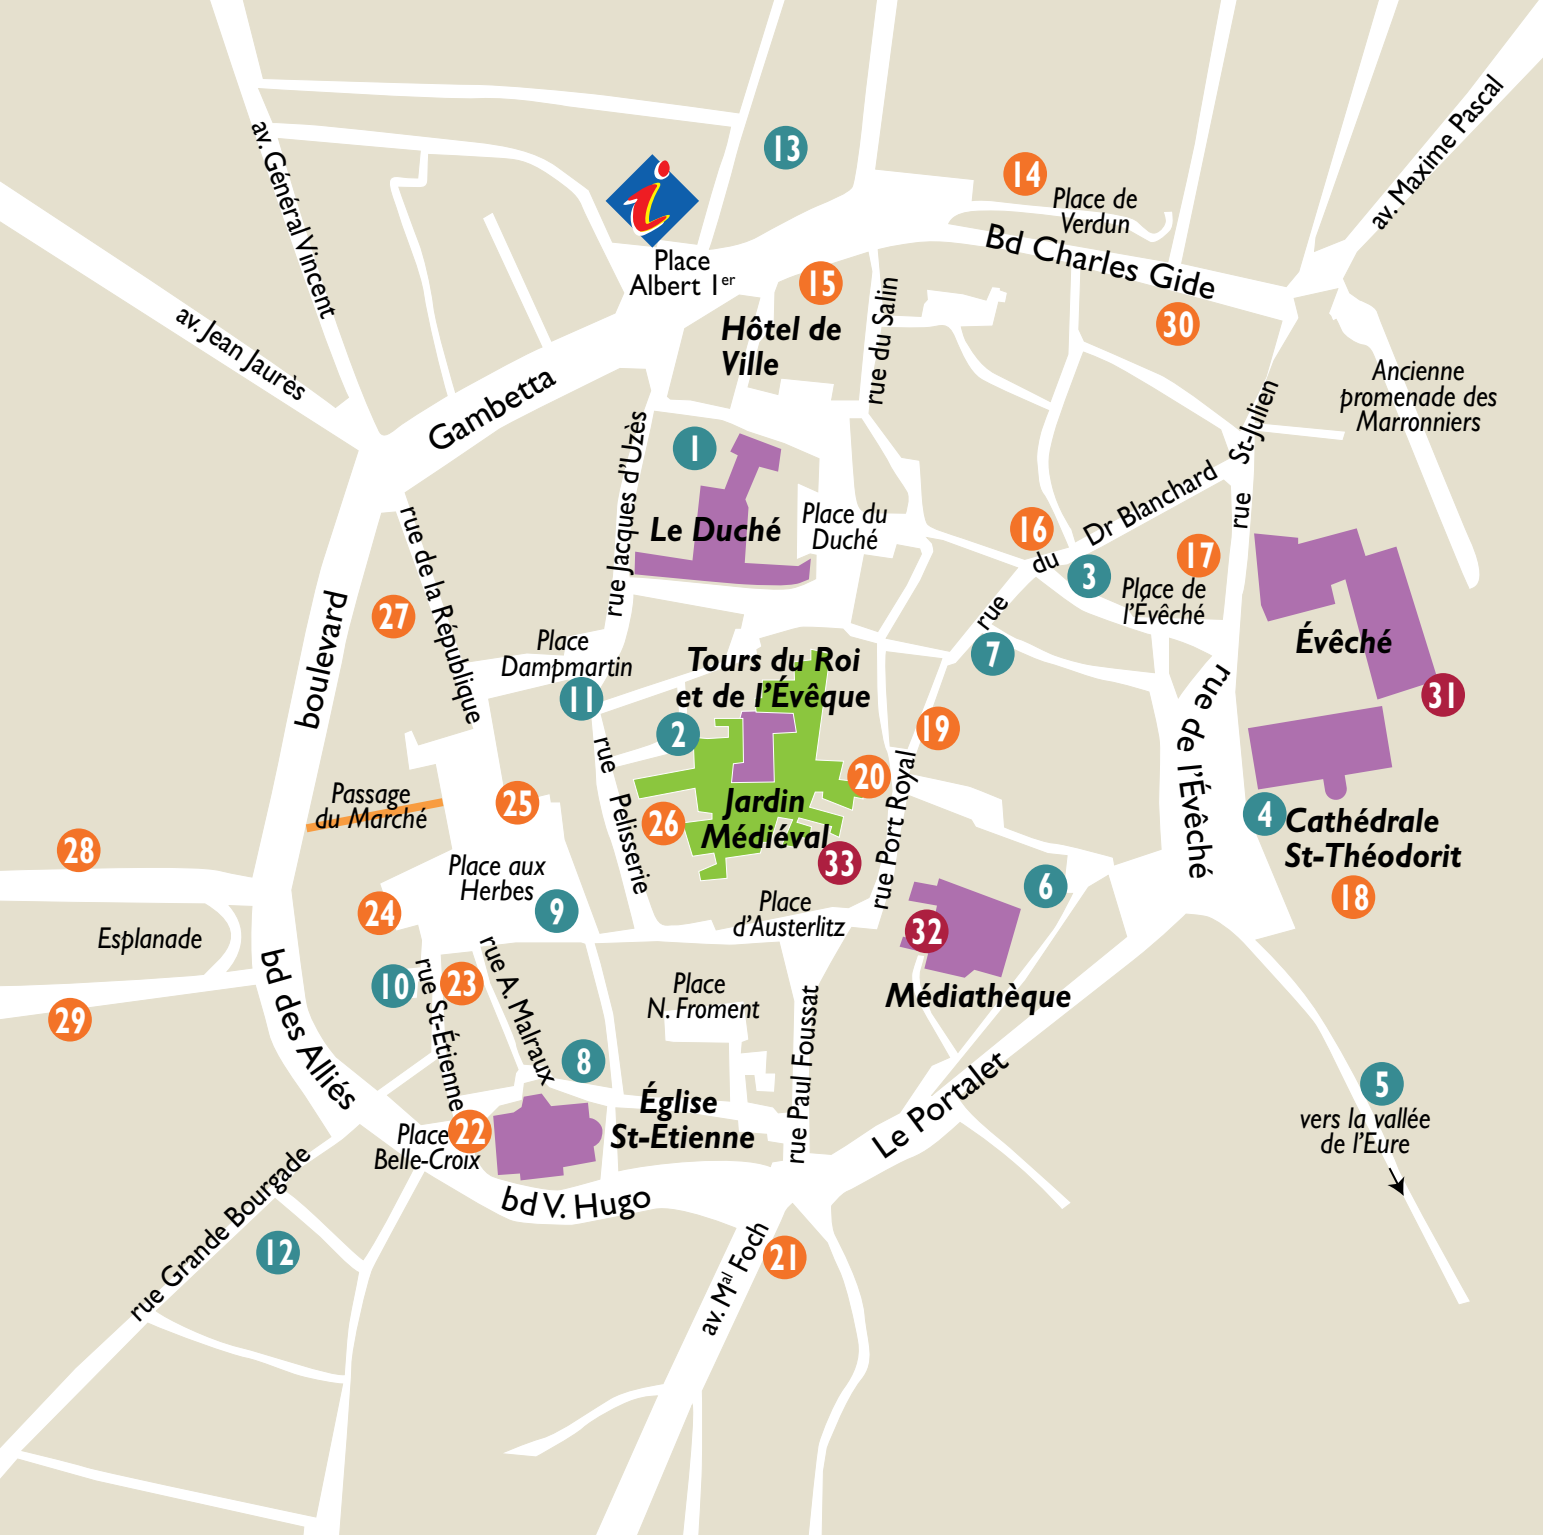 av. Général Vincent
av. Jean Jaurès
i
Place
Albert 1er
13
14
Place de
Verdun
Bd Charles Gide
av. Maxime Pascal
15
Hôtel de
Ville
rue du Salin
30
Ancienne
promenade des
Marronniers
Gambetta
boulevard
rue de la République
27
rue Jacques d'Uzès
1
Le Duché
Place du
Duché
16
rue du Dr Blanchard
3
17
Place de
l'Évêché
rue St-Julien
Évêché
31
7
Place
Dampmartin
11
Tours du Roi
et de l'Évêque
2
19
20
rue Port Royal
rue de l'Évêché
Passage
du Marché
25
rue Pelisserie
26
Jardin
Médiéval
33
4
Cathédrale
St-Théodorit
18
28
Place aux
Herbes
9
24
Place
d'Austerlitz
6
32
Médiathèque
Esplanade
29
bd des Alliés
10
23
rue St-Étienne
rue A. Malraux
Place
N. Froment
rue Paul Foussat
8
Église
St-Etienne
22
Place
Belle-Croix
Le Portalet
5
vers la vallée
de l'Eure
bd V. Hugo
rue Grande Bourgade
12
av. Mal Foch
21